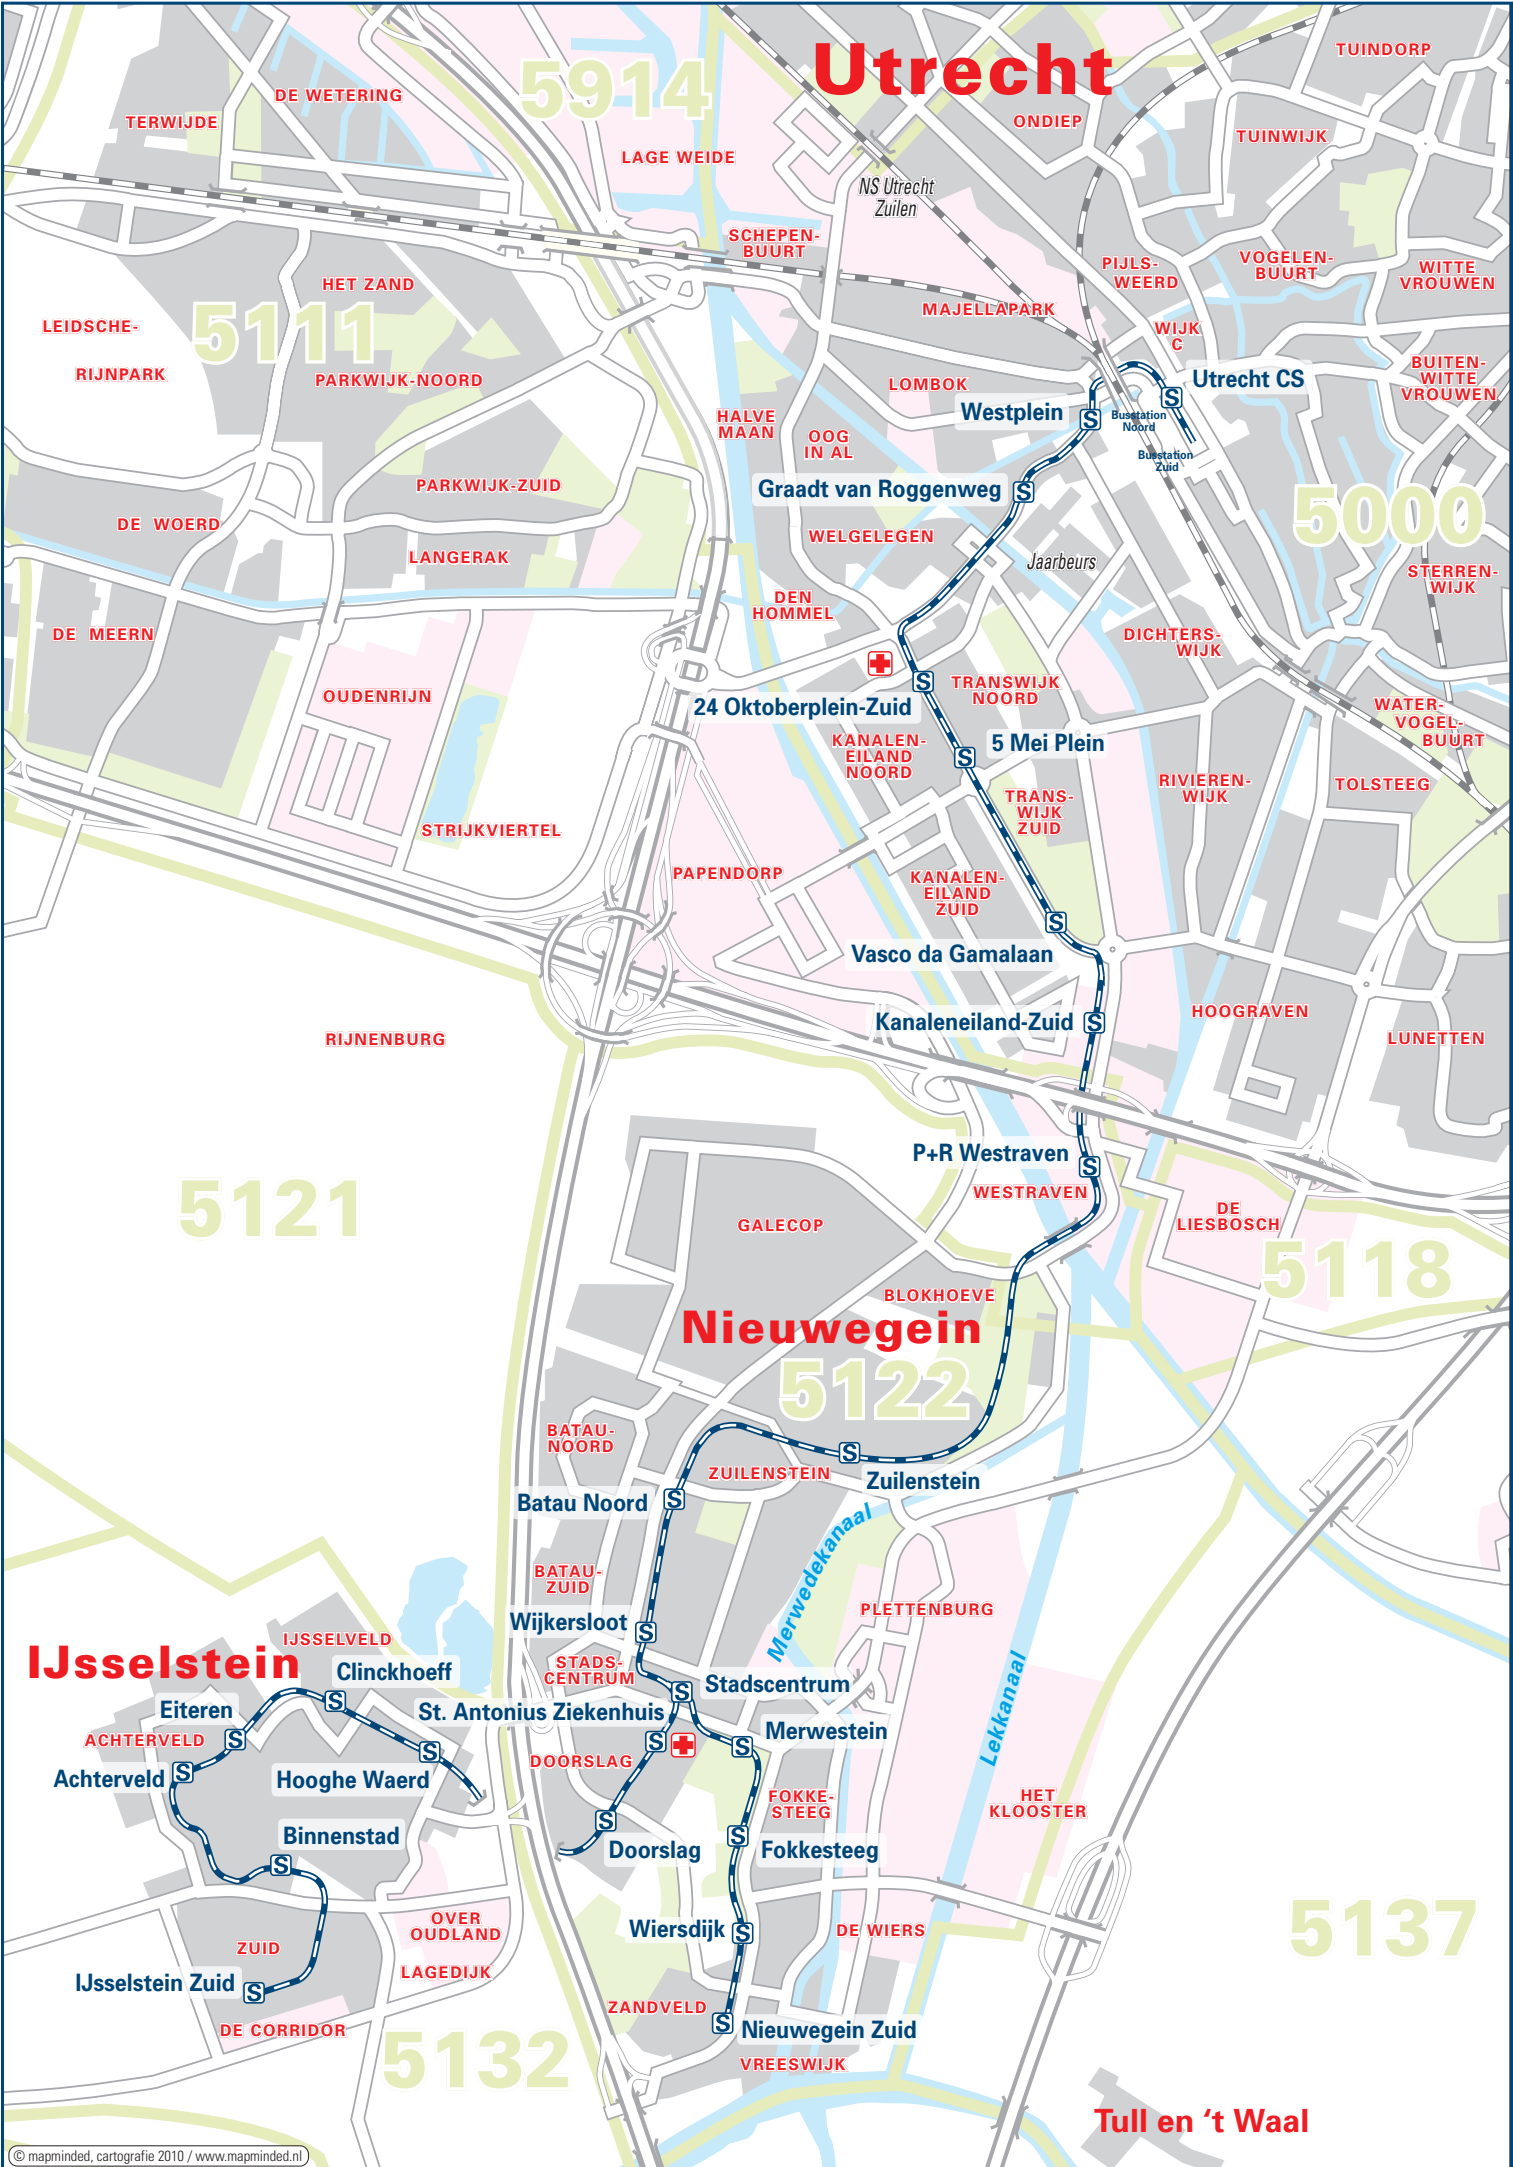 Utrecht
TUINDORP
5914
DE WETERING
TERWIJDE
ONDIEP
TUINWIJK
LAGE WEIDE
NS Utrecht
Zuilen
SCHEPEN-
BUURT
PIJLS-
WEERD
VOGELEN-
BUURT
WITTE
VROUWEN
HET ZAND
5111
LEIDSCHE-
RIJNPARK
MAJELLAPARK
WIJK
C
PARKWIJK-NOORD
LOMBOK
Utrecht CS
BUITEN-
WITTE
VROUWEN
Westplein
Busstation
Noord
HALVE
MAAN
OOG
IN AL
Busstation
Zuid
PARKWIJK-ZUID
Graadt van Roggenweg
5000
DE WOERD
WELGELEGEN
LANGERAK
Jaarbeurs
STERREN-
WIJK
DEN
HOMMEL
DE MEERN
DICHTERS-
WIJK
OUDENRIJN
TRANSWIJK
NOORD
24 Oktoberplein-Zuid
WATER-
VOGEL-
BUURT
KANALEN-
EILAND
NOORD
5 Mei Plein
RIVIEREN-
WIJK
TOLSTEEG
TRANS-
WIJK
ZUID
STRIJKVIERTEL
PAPENDORP
KANALEN-
EILAND
ZUID
Vasco da Gamalaan
HOOGRAVEN
Kanaleneiland-Zuid
RIJNENBURG
LUNETTEN
P+R Westraven
WESTRAVEN
5121
DE
LIESBOSCH
GALECOP
5118
BLOKHOEVE
Nieuwegein
5122
BATAU-
NOORD
ZUILENSTEIN
Zuilenstein
Batau Noord
Merwedekanaal
BATAU-
ZUID
PLETTENBURG
Wijkersloot
IJSSELVELD
IJsselstein
Clinckhoeff
STADS-
CENTRUM
Stadscentrum
Lekkanaal
Eiteren
St. Antonius Ziekenhuis
Merwestein
ACHTERVELD
DOORSLAG
Achterveld
Hooghe Waerd
FOKKE-
STEEG
HET
KLOOSTER
Binnenstad
Doorslag
Fokkesteeg
OVER
OUDLAND
Wiersdijk
DE WIERS
5137
ZUID
LAGEDIJK
IJsselstein Zuid
ZANDVELD
DE CORRIDOR
Nieuwegein Zuid
5132
VREESWIJK
Tull en ‘t Waal
© mapminded, cartografie 2010 / www.mapminded.nl